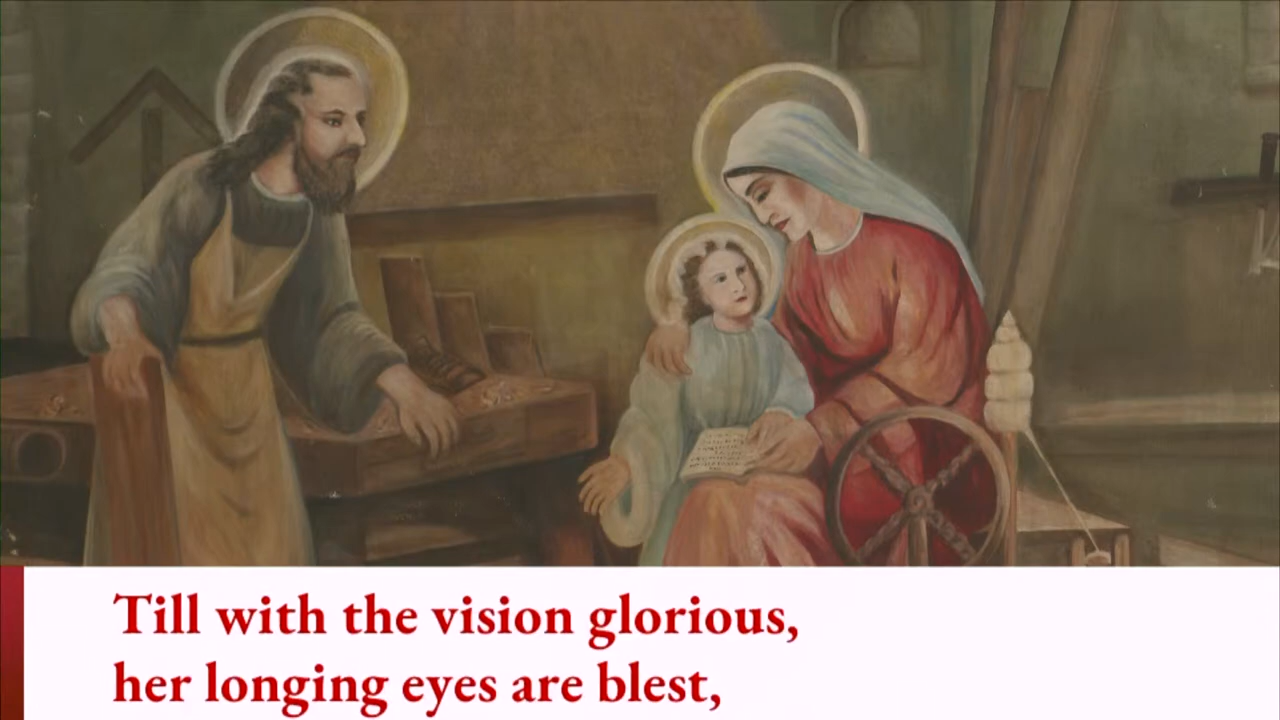 Till with the vision glorious,
her longing eyes are blest,